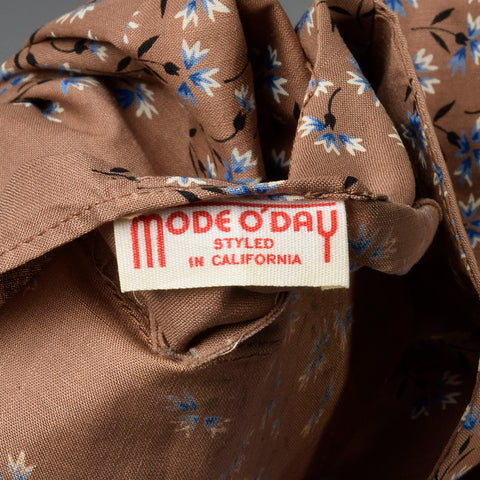 MODE O'DAY
STYLED
IN CALIFORNIA